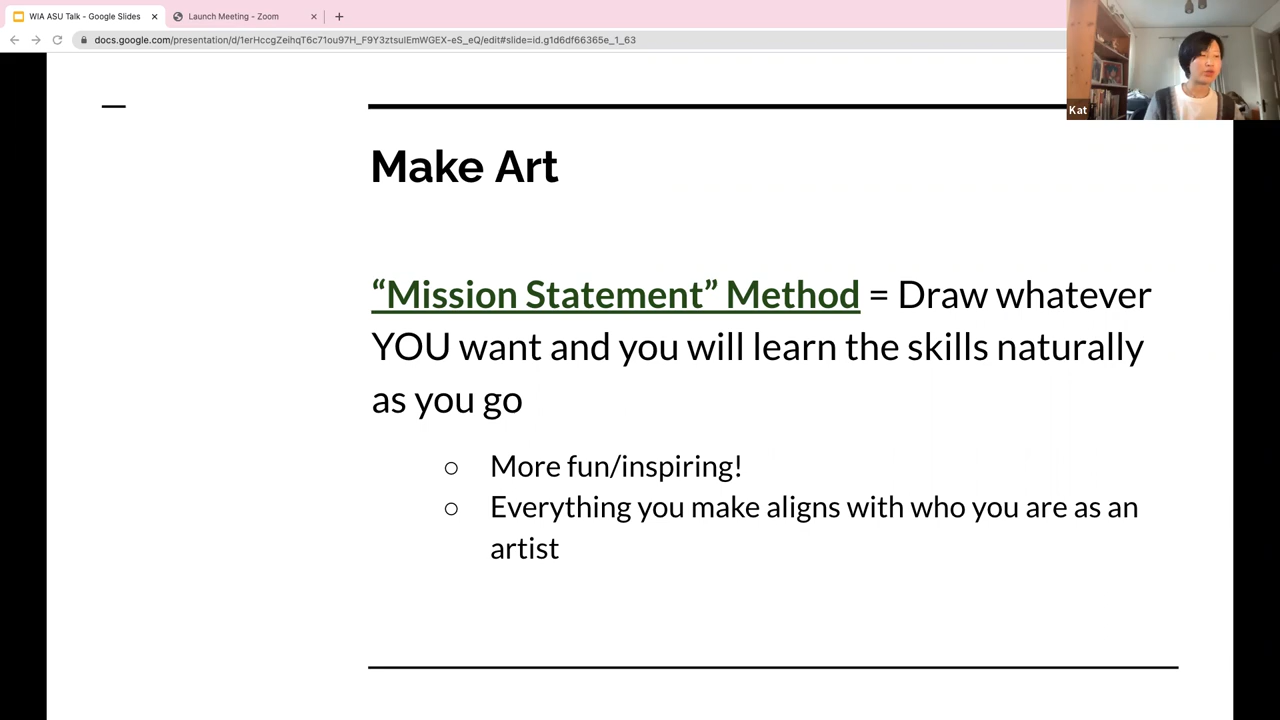 WIA ASU Talk - Google Slides
Launch Meeting - Zoom
docs.google.com/presentation/d/1erHccgZeihqT6c71ou97H_F9Y3ztsulEmWGEX-eS_eQ/edit#slide=id.g1d6df66365e_1_63
Kat
Make Art
“Mission Statement” Method = Draw whatever
YOU want and you will learn the skills naturally
as you go
○ More fun/inspiring!
○ Everything you make aligns with who you are as an
artist